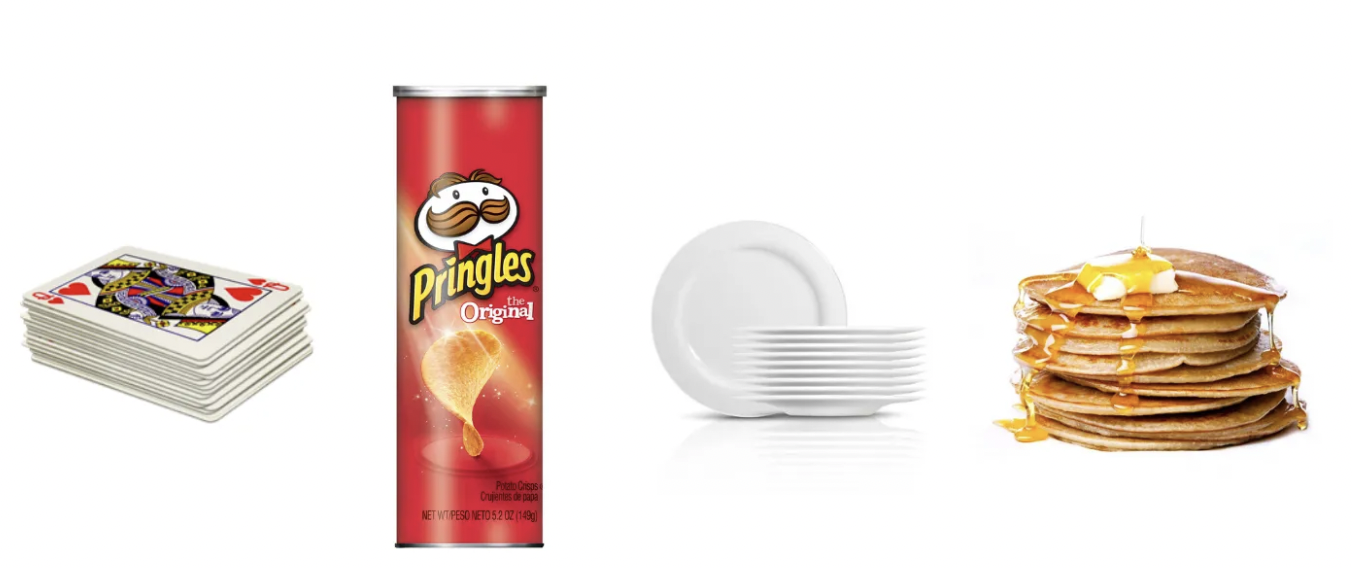 Q
Q
Pringles
the
Original
Potato Crisps
Crujientes de papa
NET WT/PESO NETO 5.2 OZ (149g)